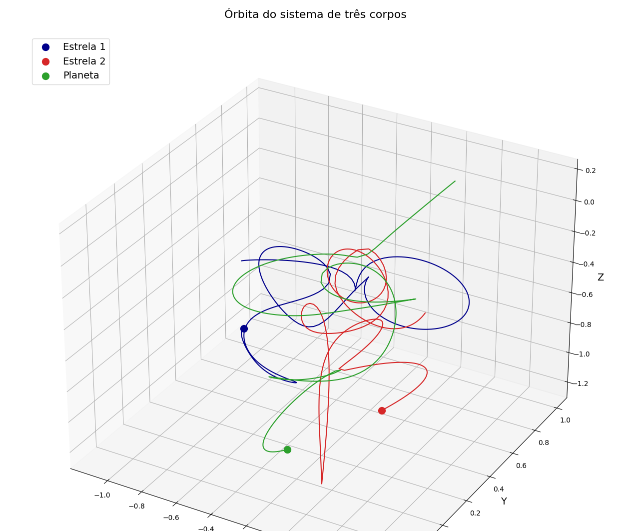 Órbita do sistema de três corpos
Estrela 1
Estrela 2
Planeta
0.2
0.0
−0.2
−0.4
Z
−0.6
−0.8
−1.0
−1.2
1.0
0.8
0.6
0.4
Y
0.2
−1.0
−0.8
−0.6
−0.4